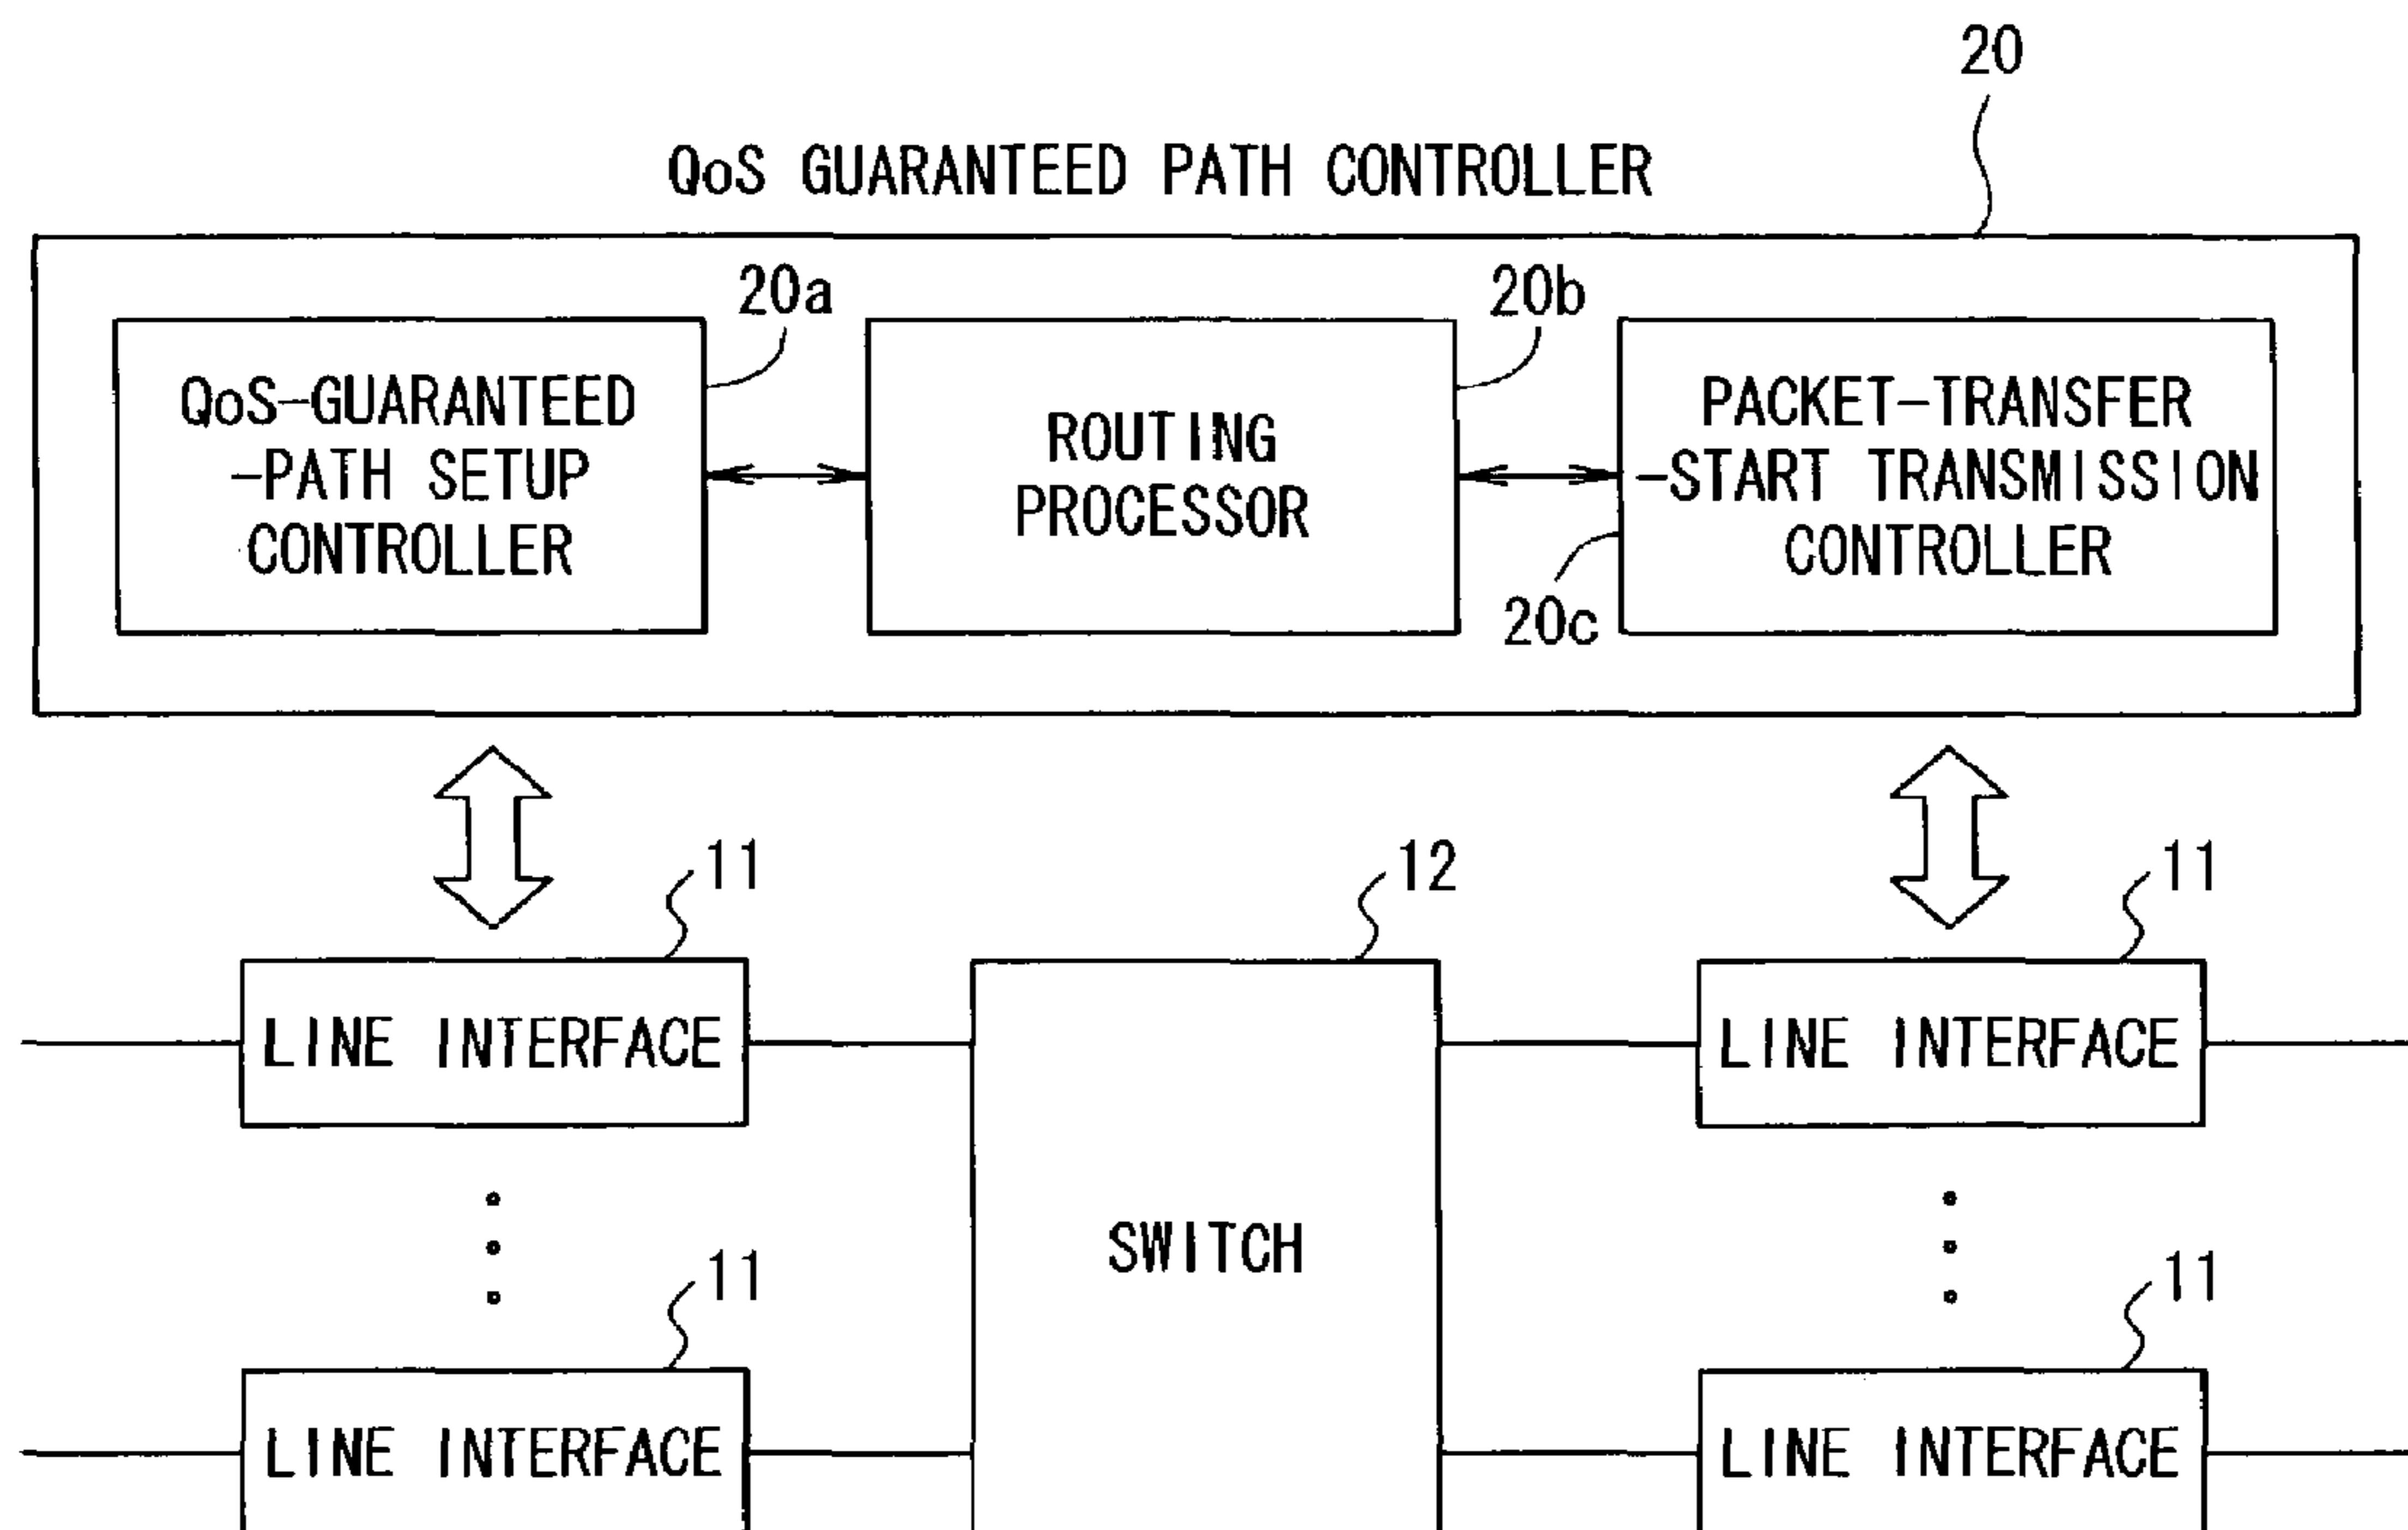 20
QoS GUARANTEED PATH CONTROLLER
20a
20b
QoS-GUARANTEED
-PATH SETUP
CONTROLLER
ROUTING
PROCESSOR
PACKET-TRANSFER
-START TRANSMISSION
CONTROLLER
20c
11
12
11
LINE INTERFACE
LINE INTERFACE
SWITCH
11
11
LINE INTERFACE
LINE INTERFACE